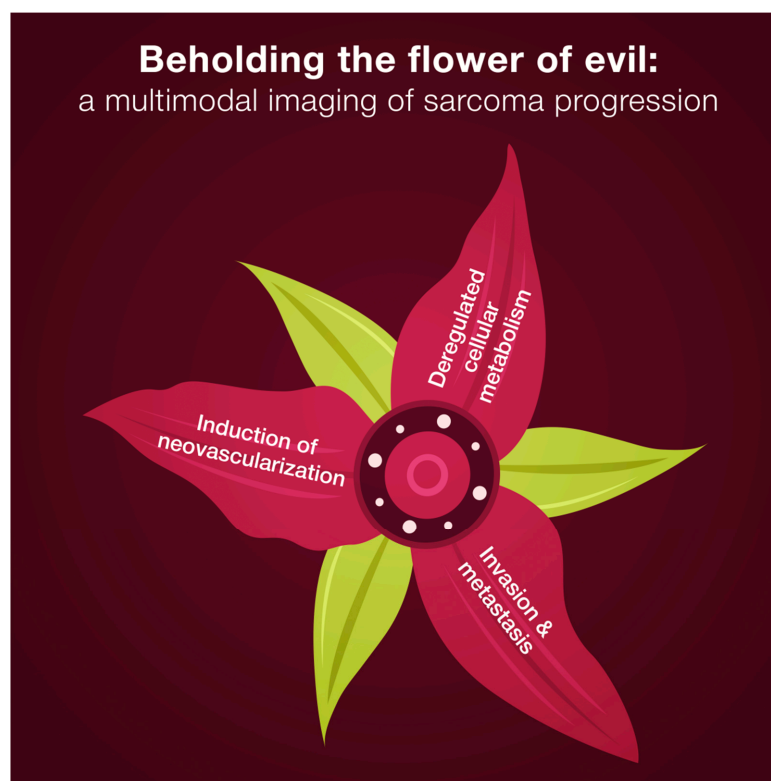 Beholding the flower of evil:
a multimodal imaging of sarcoma progression
Deregulated
cellular
metabolism
Induction of
neovascularization
Invasion &
metastasis